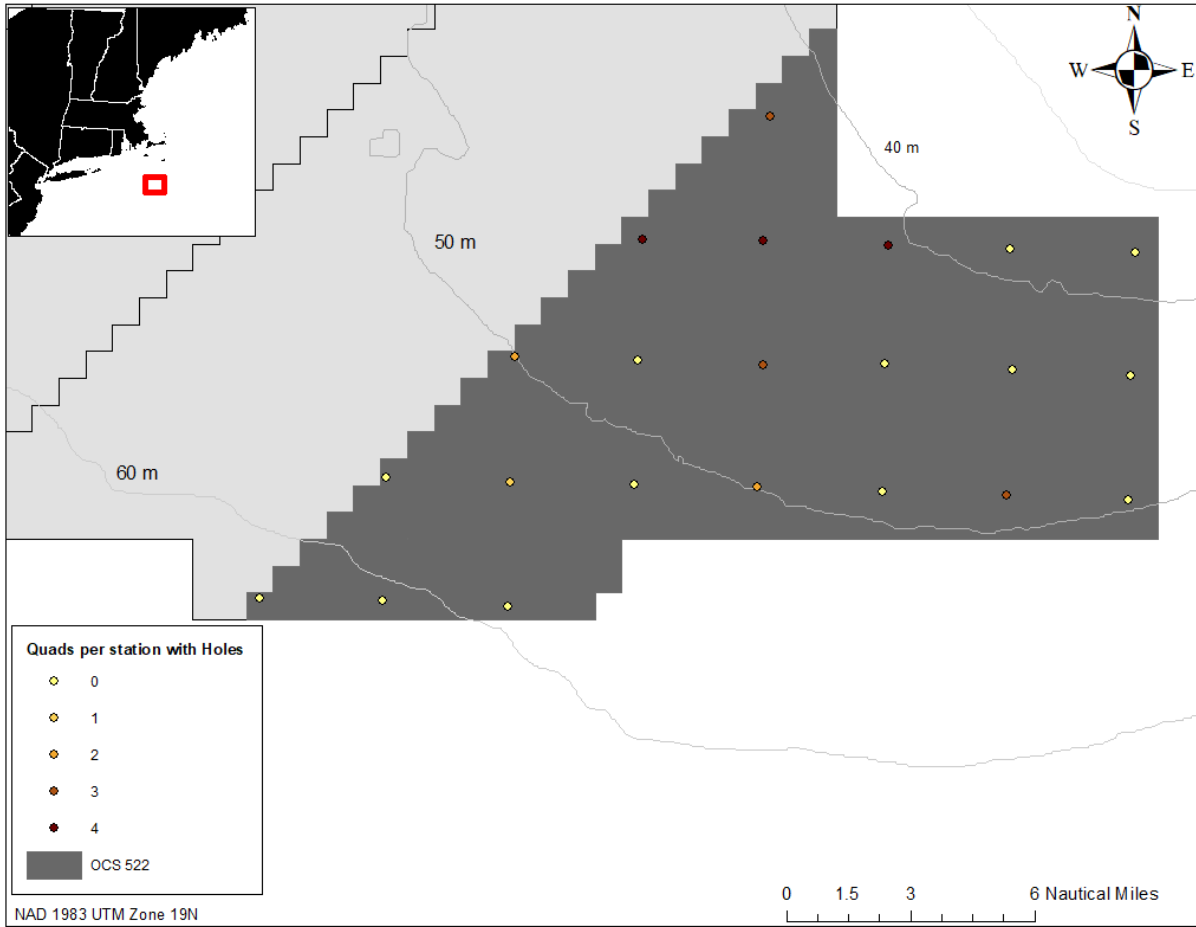 N
W E
S
40 m
50 m
60 m
Quads per station with Holes
0
1
2
3
4
OCS 522
NAD 1983 UTM Zone 19N
0 1.5 3 6 Nautical Miles